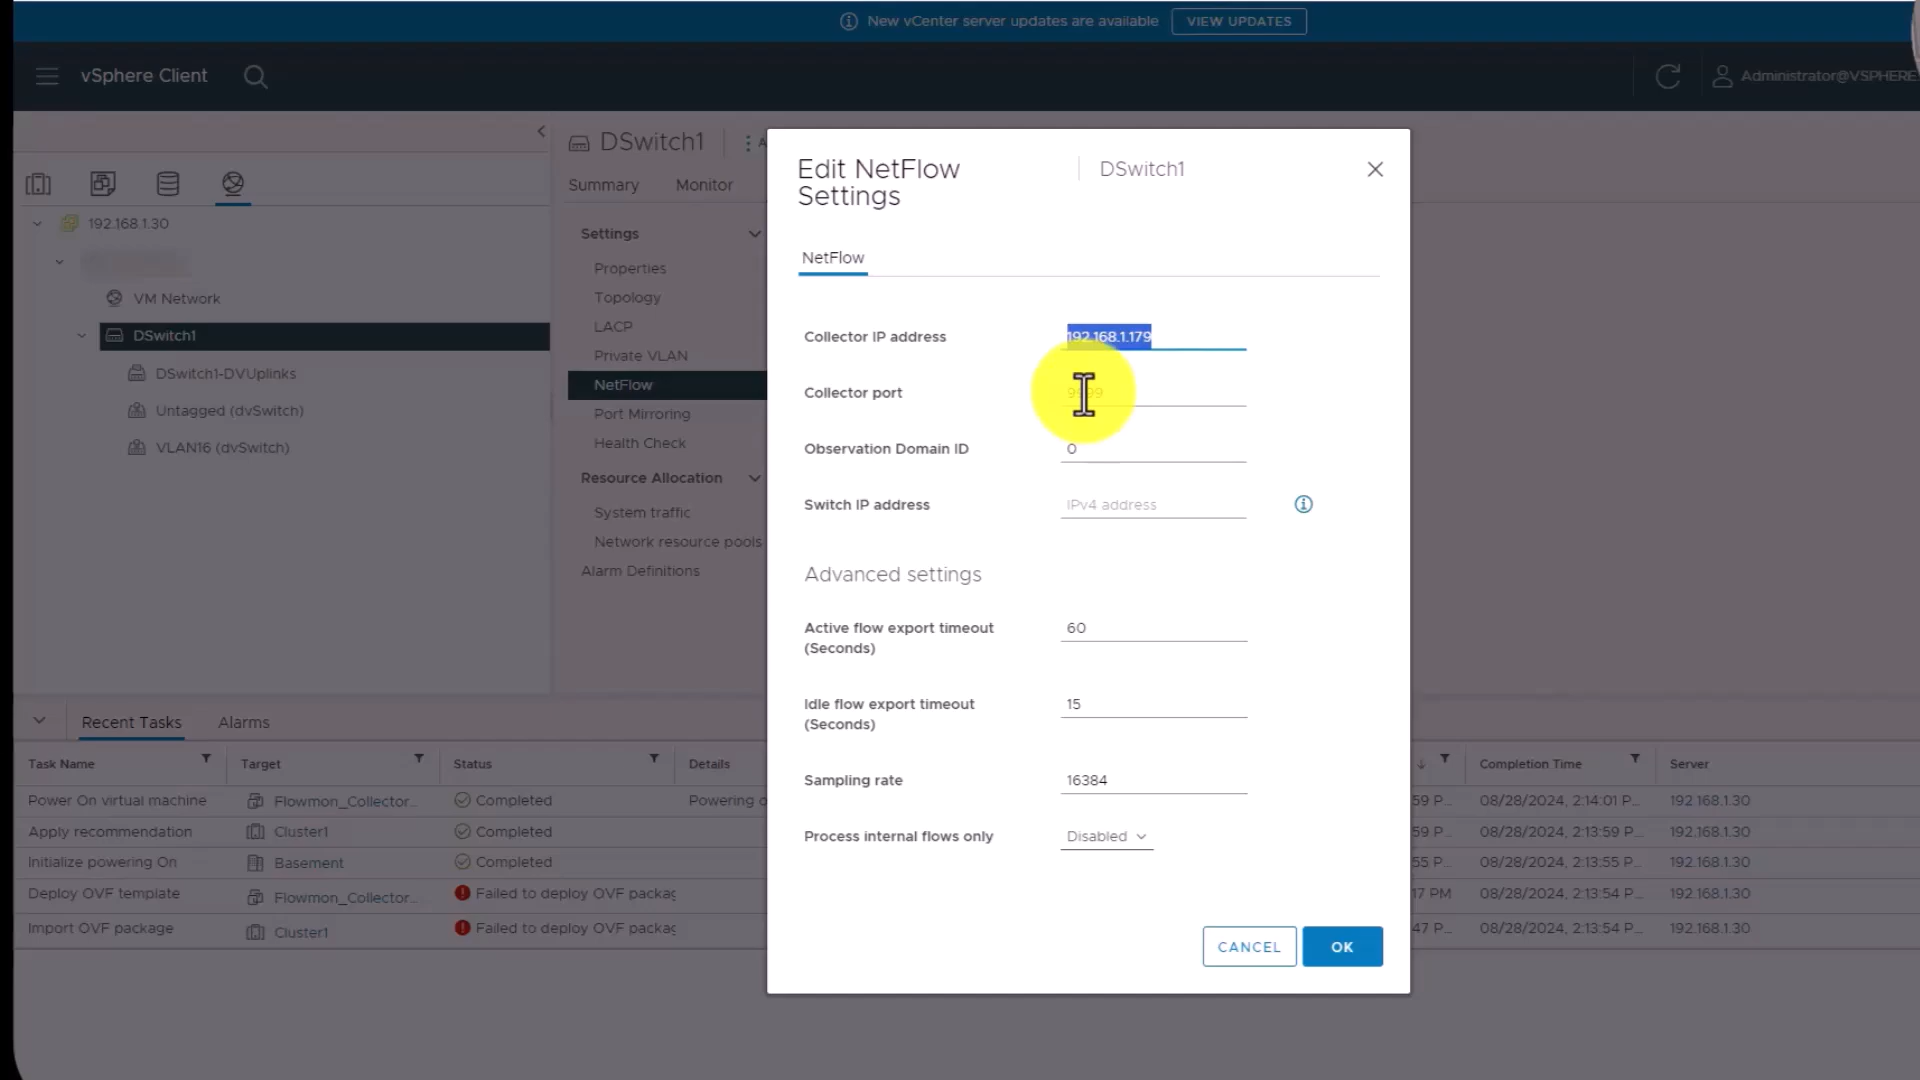 New vCenter server updates are available
VIEW UPDATES
vSphere Client
Administrator@VSPHERE
DSwitch1
Summary
Monitor
192.168.1.30
VM Network
DSwitch1
DSwitch1-DVUplinks
Untagged (dvSwitch)
VLAN16 (dvSwitch)
Settings
Properties
Topology
LACP
Private VLAN
NetFlow
Port Mirroring
Health Check
Resource Allocation
System traffic
Network resource pools
Alarm Definitions
Edit NetFlow
Settings
DSwitch1
NetFlow
Collector IP address
192.168.1.179
Collector port
Observation Domain ID
0
Switch IP address
IPv4 address
Advanced settings
Active flow export timeout
(Seconds)
60
Idle flow export timeout
(Seconds)
15
Sampling rate
16384
Process internal flows only
Disabled
CANCEL
OK
Recent Tasks
Alarms
Task Name
Target
Status
Details
Completion Time
Server
Power On virtual machine
Flowmon_Collector...
Completed
Powering o
59 P...
08/28/2024, 2:14:01 P...
192.168.1.30
Apply recommendation
Cluster1
Completed
59 P...
08/28/2024, 2:13:59 P...
192.168.1.30
Initialize powering On
Basement
Completed
55 P...
08/28/2024, 2:13:55 P...
192.168.1.30
Deploy OVF template
Flowmon_Collector...
Failed to deploy OVF packag
17 PM
08/28/2024, 2:13:54 P...
192.168.1.30
Import OVF package
Cluster1
Failed to deploy OVF packag
47 P...
08/28/2024, 2:13:54 P...
192.168.1.30